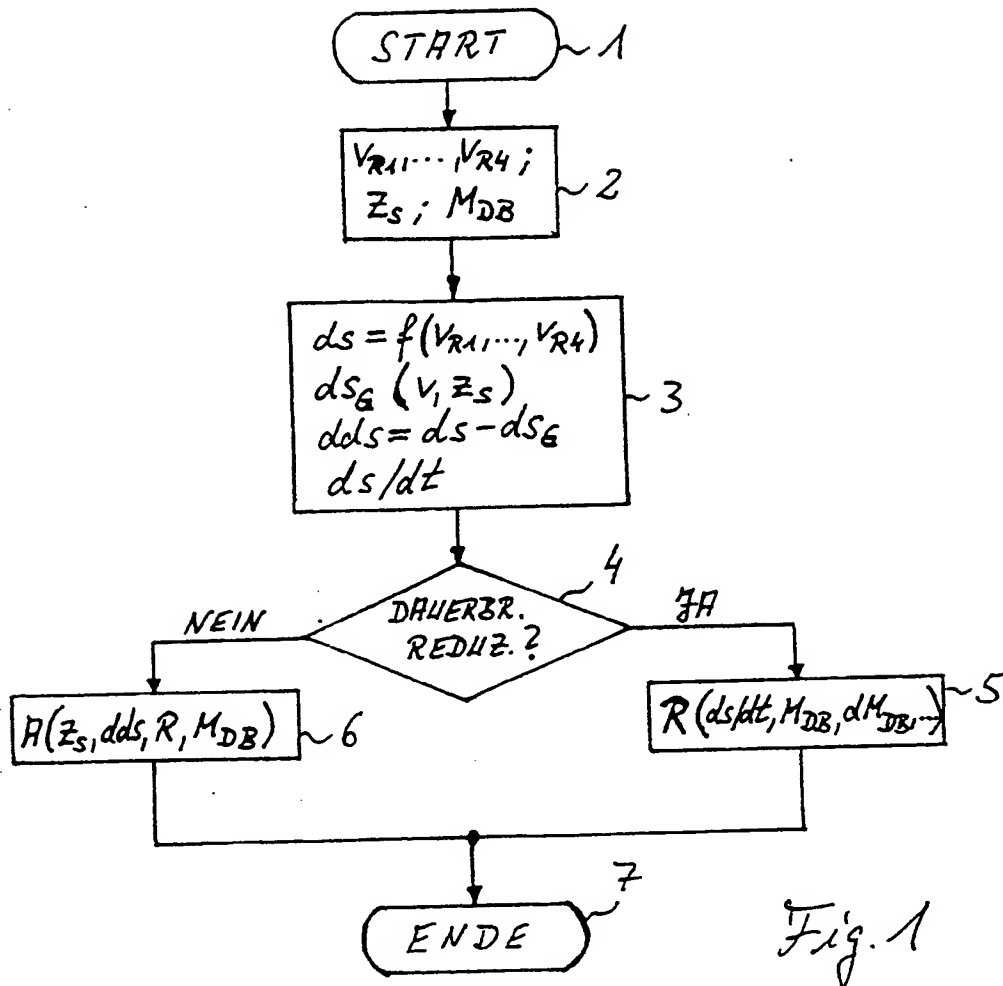 START
1
V_R1, ..., V_R4 ;
Z_S ; M_DB
2
ds = f(V_R1, ..., V_R4)
ds_G (V, Z_S)
dds = ds - ds_G
ds/dt
3
4
DAUERBR.
REDUZ. ?
NEIN
JA
A(Z_S, dds, R, M_DB)
6
R(ds/dt, M_DB, dM_DB, ...)
5
7
ENDE
Fig. 1